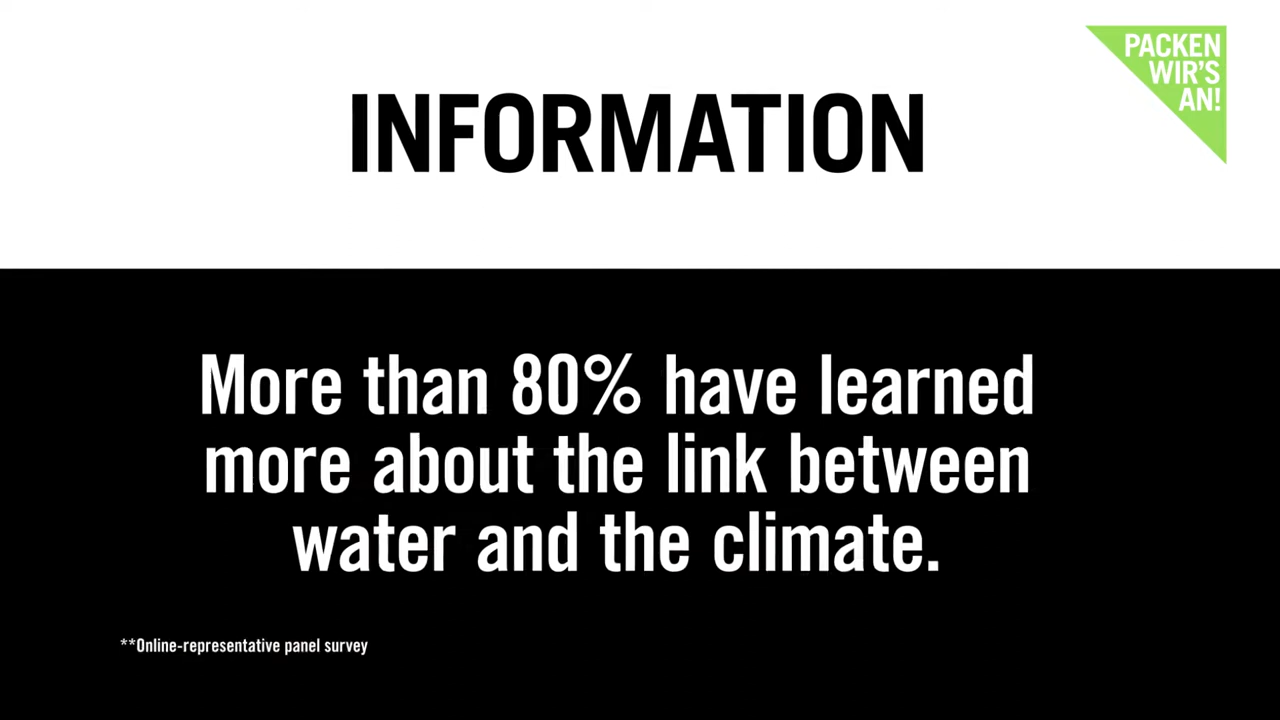 PACKEN
WIR'S
AN!
INFORMATION
More than 80% have learned
more about the link between
water and the climate.
**Online-representative panel survey